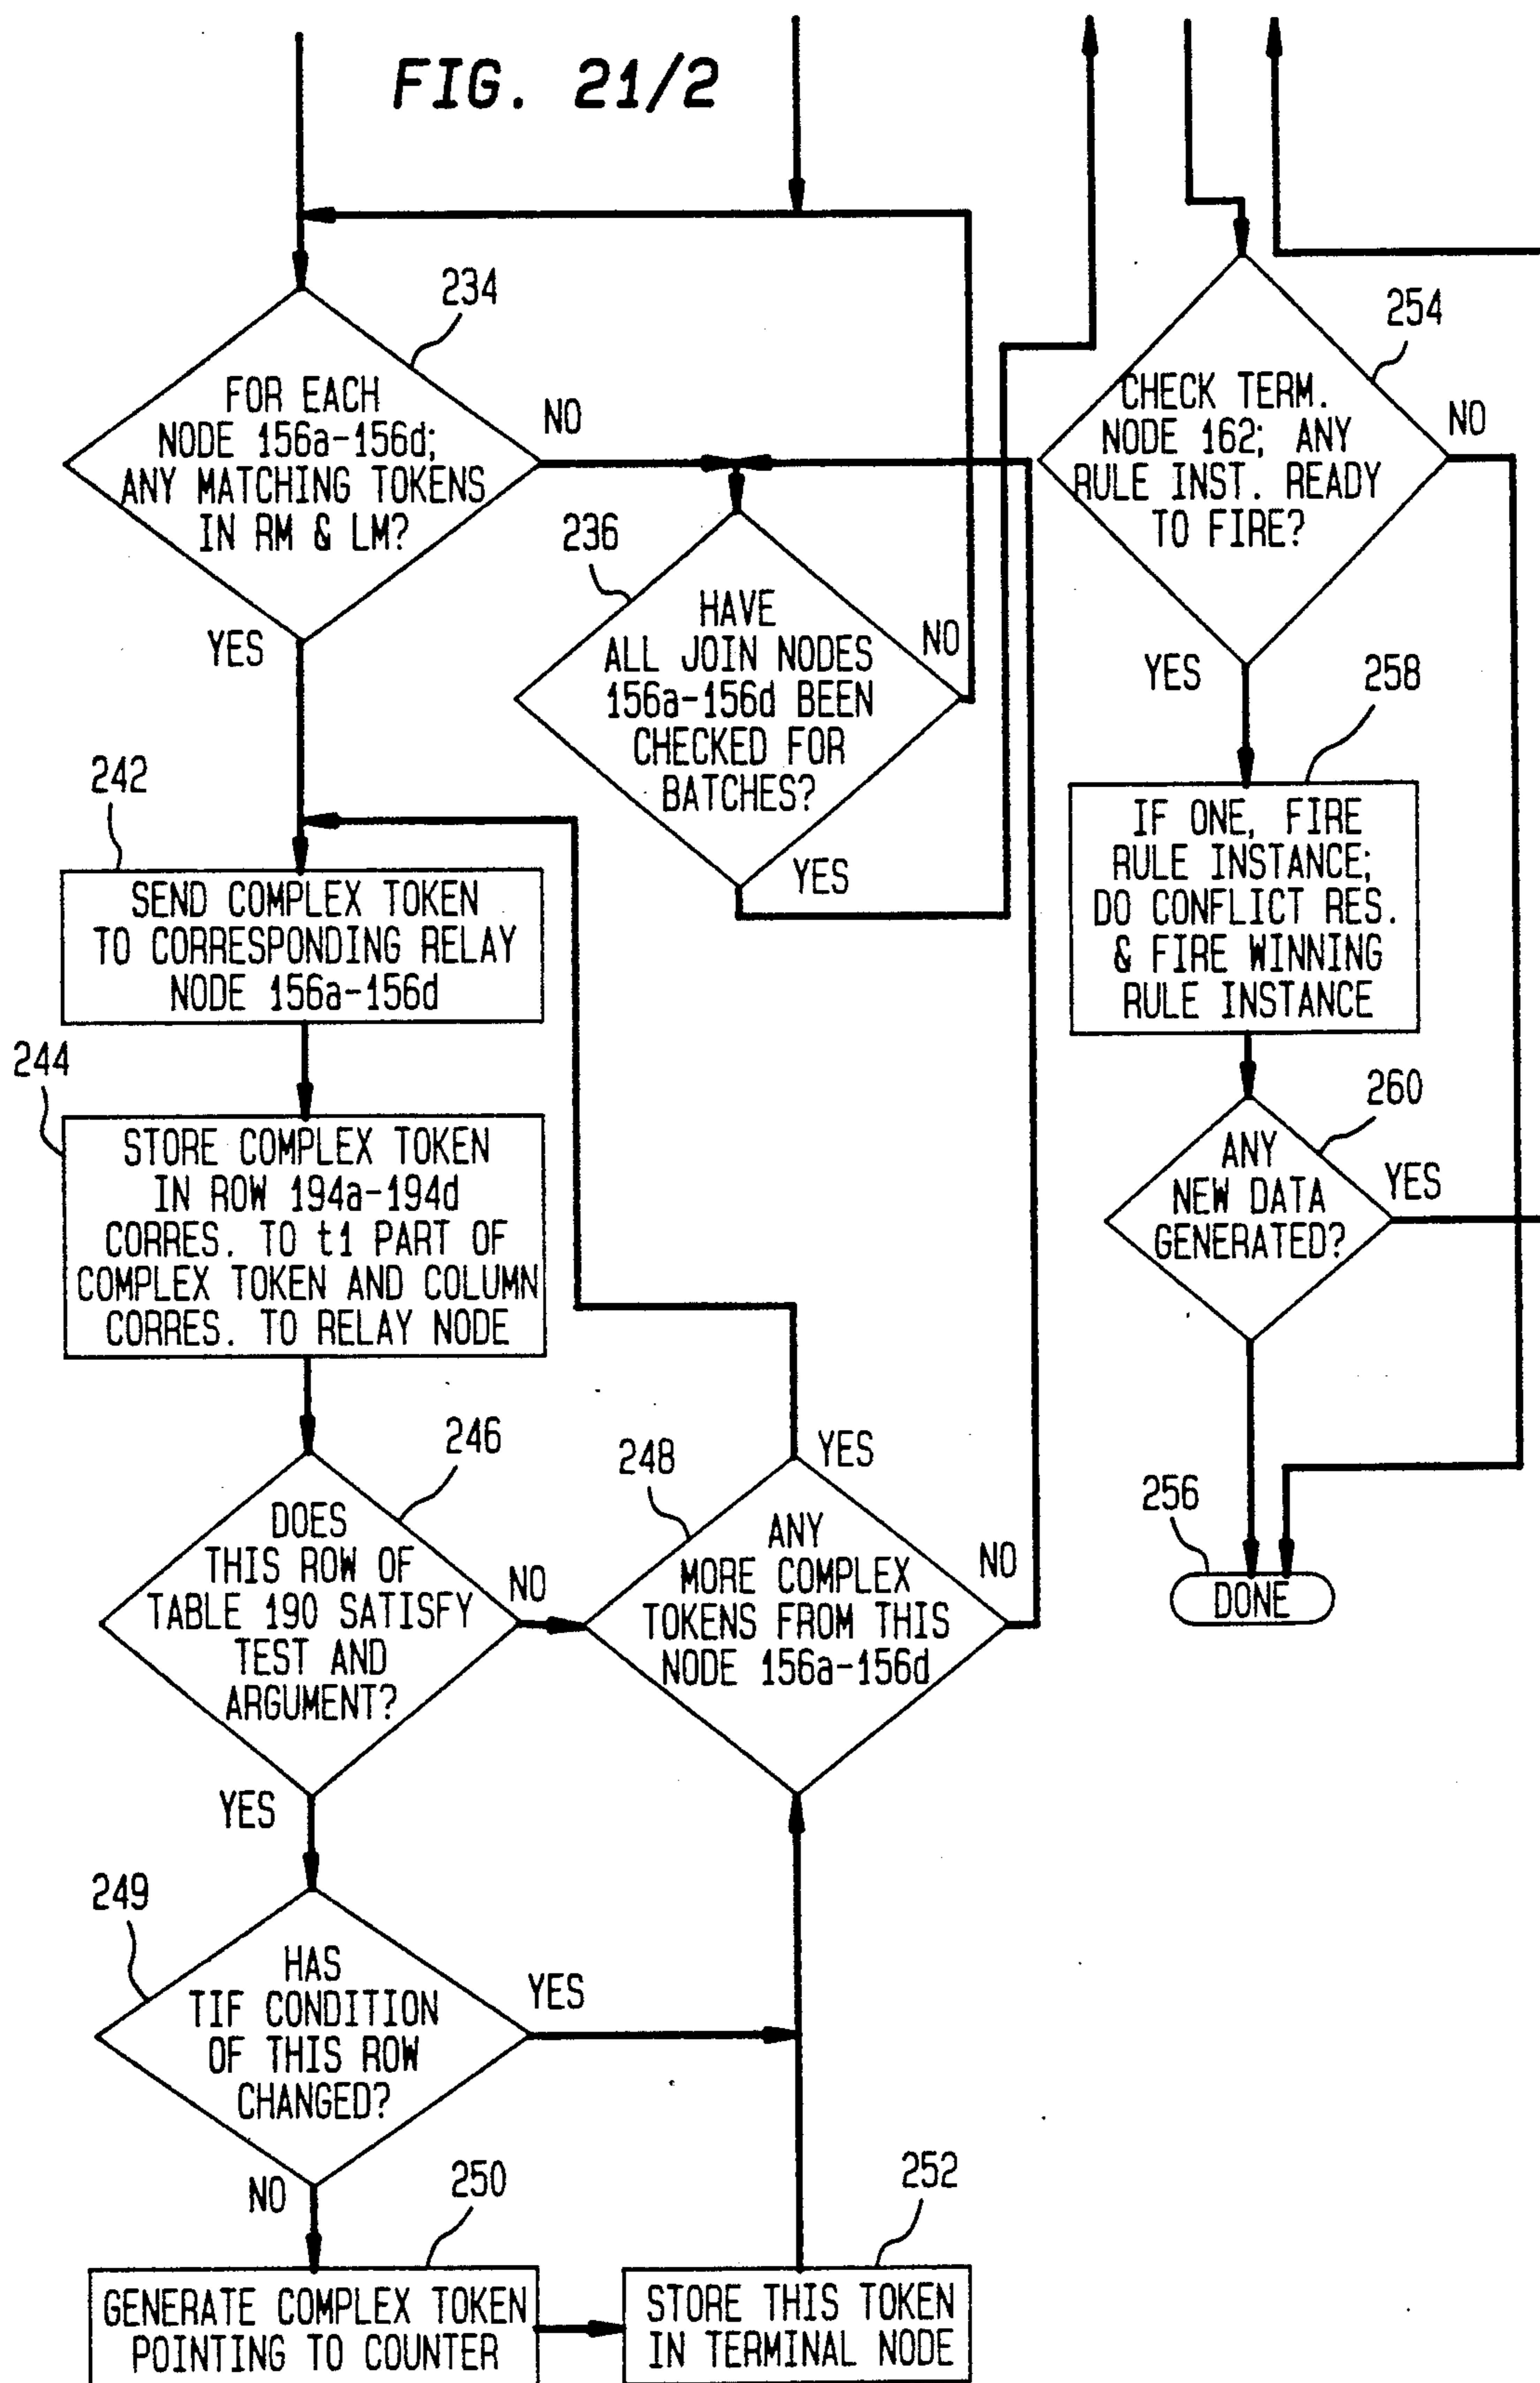 FIG. 21/2
234
FOR EACH
NODE 156a-156d;
ANY MATCHING TOKENS
IN RM & LM?
NO
YES
236
HAVE
ALL JOIN NODES
156a-156d BEEN
CHECKED FOR
BATCHES?
NO
YES
242
SEND COMPLEX TOKEN
TO CORRESPONDING RELAY
NODE 156a-156d
244
STORE COMPLEX TOKEN
IN ROW 194a-194d
CORRES. TO t1 PART OF
COMPLEX TOKEN AND COLUMN
CORRES. TO RELAY NODE
246
DOES
THIS ROW OF
TABLE 190 SATISFY
TEST AND
ARGUMENT?
NO
YES
248
ANY
MORE COMPLEX
TOKENS FROM THIS
NODE 156a-156d
YES
NO
249
HAS
TIF CONDITION
OF THIS ROW
CHANGED?
YES
NO
250
GENERATE COMPLEX TOKEN
POINTING TO COUNTER
252
STORE THIS TOKEN
IN TERMINAL NODE
254
CHECK TERM.
NODE 162; ANY
RULE INST. READY
TO FIRE?
NO
YES
258
IF ONE, FIRE
RULE INSTANCE;
DO CONFLICT RES.
& FIRE WINNING
RULE INSTANCE
260
ANY
NEW DATA
GENERATED?
YES
256
DONE